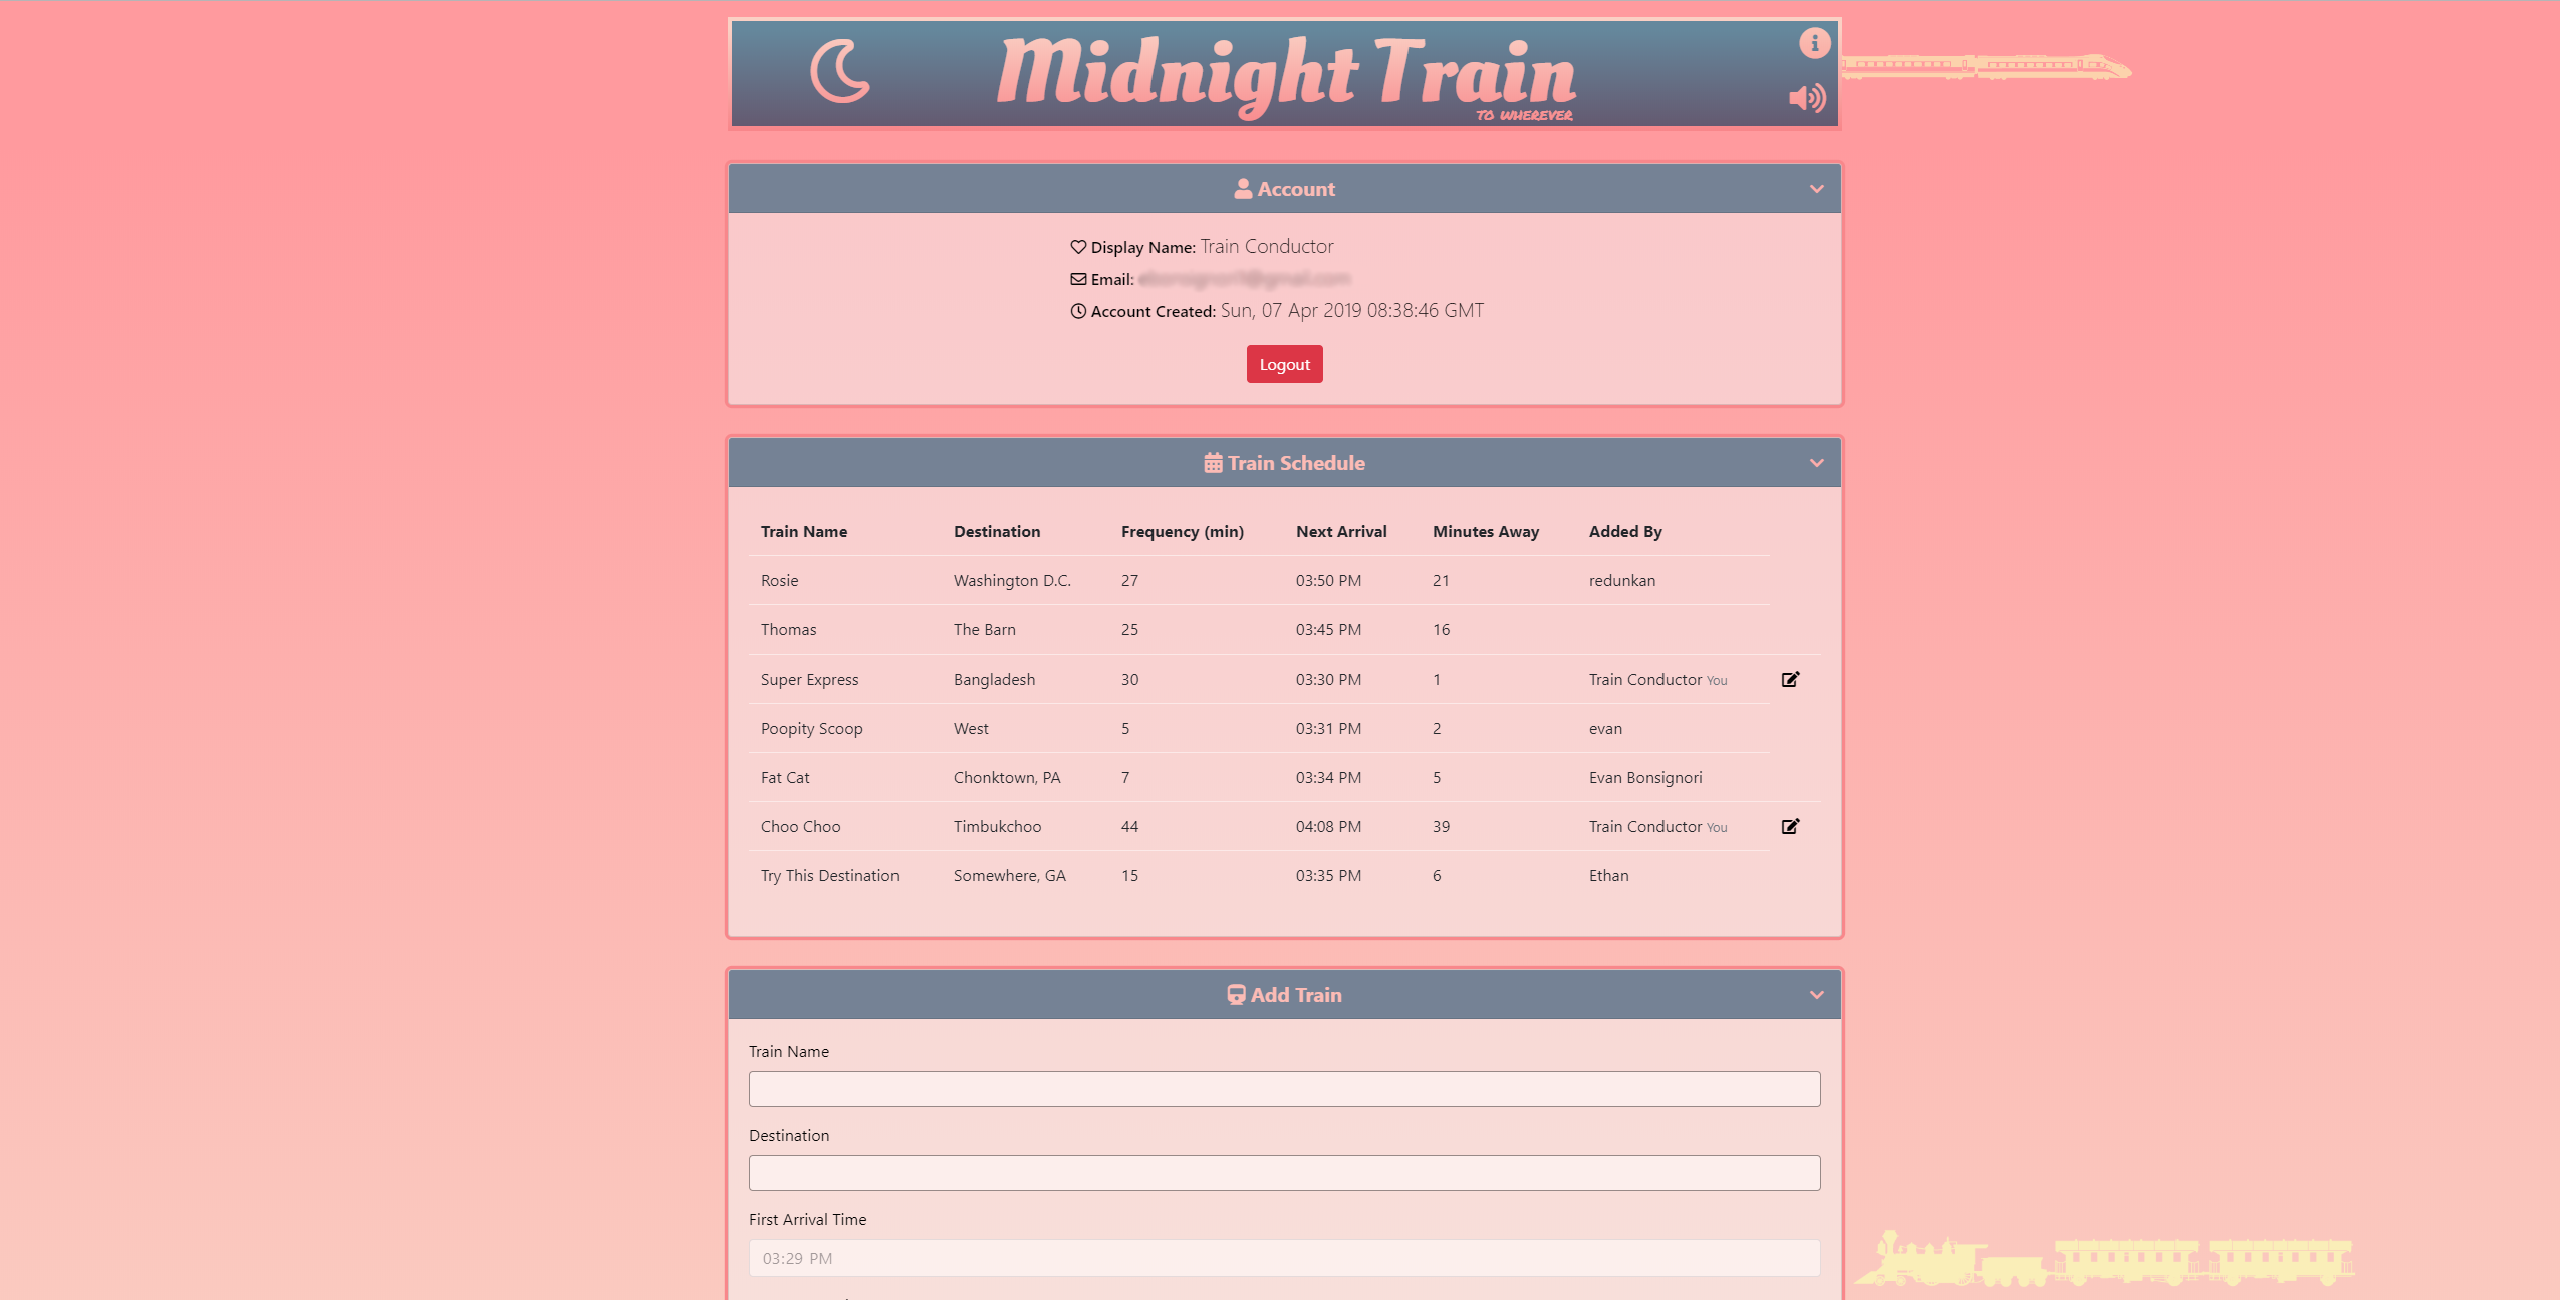 Midnight Train
TO WHEREVER
Account
Display Name: Train Conductor
Email:
Account Created: Sun, 07 Apr 2019 08:38:46 GMT
Logout
Train Schedule
Train Name Destination Frequency (min) Next Arrival Minutes Away Added By
Rosie Washington D.C. 27 03:50 PM 21 redunkan
Thomas The Barn 25 03:45 PM 16
Super Express Bangladesh 30 03:30 PM 1 Train Conductor You
Poopity Scoop West 5 03:31 PM 2 evan
Fat Cat Chonktown, PA 7 03:34 PM 5 Evan Bonsignori
Choo Choo Timbukchoo 44 04:08 PM 39 Train Conductor You
Try This Destination Somewhere, GA 15 03:35 PM 6 Ethan
Add Train
Train Name
Destination
First Arrival Time
03:29 PM